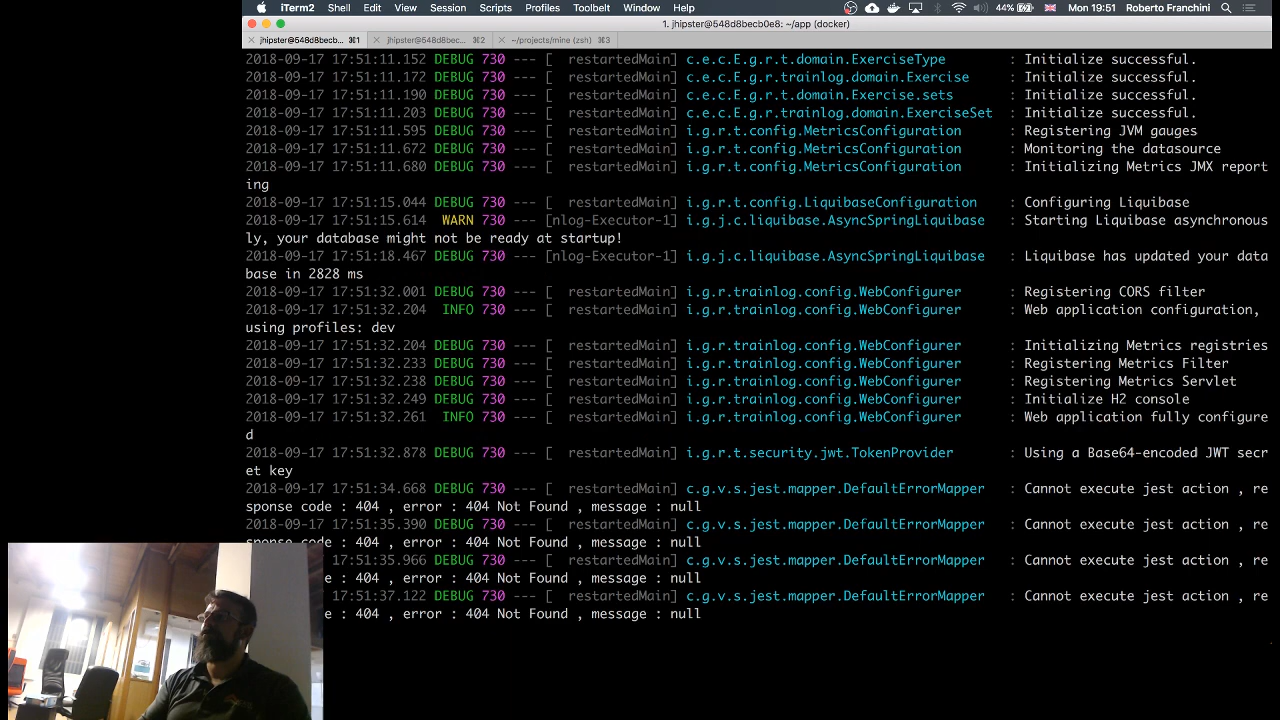 iTerm2 Shell Edit View Session Scripts Profiles Toolbelt Window Help 44% Mon 19:51 Roberto Franchini
1. jhipster@548d8becb0e8: ~/app (docker)
jhipster@548d8becb... ⌘1 jhipster@548d8bec... ⌘2 ~/projects/mine (zsh) ⌘3
2018-09-17 17:51:11.152 DEBUG 730 --- [ restartedMain] c.e.c.E.g.r.t.domain.ExerciseType : Initialize successful.
2018-09-17 17:51:11.172 DEBUG 730 --- [ restartedMain] c.e.c.E.g.r.trainlog.domain.Exercise : Initialize successful.
2018-09-17 17:51:11.190 DEBUG 730 --- [ restartedMain] c.e.c.E.g.r.t.domain.Exercise.sets : Initialize successful.
2018-09-17 17:51:11.203 DEBUG 730 --- [ restartedMain] c.e.c.E.g.r.t.domain.ExerciseSet : Initialize successful.
2018-09-17 17:51:11.595 DEBUG 730 --- [ restartedMain] i.g.r.t.config.MetricsConfiguration : Registering JVM gauges
2018-09-17 17:51:11.672 DEBUG 730 --- [ restartedMain] i.g.r.t.config.MetricsConfiguration : Monitoring the datasource
2018-09-17 17:51:11.680 DEBUG 730 --- [ restartedMain] i.g.r.t.config.MetricsConfiguration : Initializing Metrics JMX report
ing
2018-09-17 17:51:15.044 DEBUG 730 --- [ restartedMain] i.g.r.t.config.LiquibaseConfiguration : Configuring Liquibase
2018-09-17 17:51:15.614 WARN 730 --- [nlog-Executor-1] i.g.j.c.liquibase.AsyncSpringLiquibase : Starting Liquibase asynchronous
ly, your database might not be ready at startup!
2018-09-17 17:51:18.467 DEBUG 730 --- [nlog-Executor-1] i.g.j.c.liquibase.AsyncSpringLiquibase : Liquibase has updated your data
base in 2828 ms
2018-09-17 17:51:32.001 DEBUG 730 --- [ restartedMain] i.g.r.trainlog.config.WebConfigurer : Registering CORS filter
2018-09-17 17:51:32.204 INFO 730 --- [ restartedMain] i.g.r.trainlog.config.WebConfigurer : Web application configuration,
using profiles: dev
2018-09-17 17:51:32.204 DEBUG 730 --- [ restartedMain] i.g.r.trainlog.config.WebConfigurer : Initializing Metrics registries
2018-09-17 17:51:32.233 DEBUG 730 --- [ restartedMain] i.g.r.trainlog.config.WebConfigurer : Registering Metrics Filter
2018-09-17 17:51:32.238 DEBUG 730 --- [ restartedMain] i.g.r.trainlog.config.WebConfigurer : Registering Metrics Servlet
2018-09-17 17:51:32.249 DEBUG 730 --- [ restartedMain] i.g.r.trainlog.config.WebConfigurer : Initialize H2 console
2018-09-17 17:51:32.261 INFO 730 --- [ restartedMain] i.g.r.trainlog.config.WebConfigurer : Web application fully configure
d
2018-09-17 17:51:32.878 DEBUG 730 --- [ restartedMain] i.g.r.t.security.jwt.TokenProvider : Using a Base64-encoded JWT secr
et key
2018-09-17 17:51:34.668 DEBUG 730 --- [ restartedMain] c.g.v.s.jest.mapper.DefaultErrorMapper : Cannot execute jest action , re
sponse code : 404 , error : 404 Not Found , message : null
2018-09-17 17:51:35.390 DEBUG 730 --- [ restartedMain] c.g.v.s.jest.mapper.DefaultErrorMapper : Cannot execute jest action , re
sponse code : 404 , error : 404 Not Found , message : null
17:51:35.966 DEBUG 730 --- [ restartedMain] c.g.v.s.jest.mapper.DefaultErrorMapper : Cannot execute jest action , re
e : 404 , error : 404 Not Found , message : null
17:51:37.122 DEBUG 730 --- [ restartedMain] c.g.v.s.jest.mapper.DefaultErrorMapper : Cannot execute jest action , re
e : 404 , error : 404 Not Found , message : null